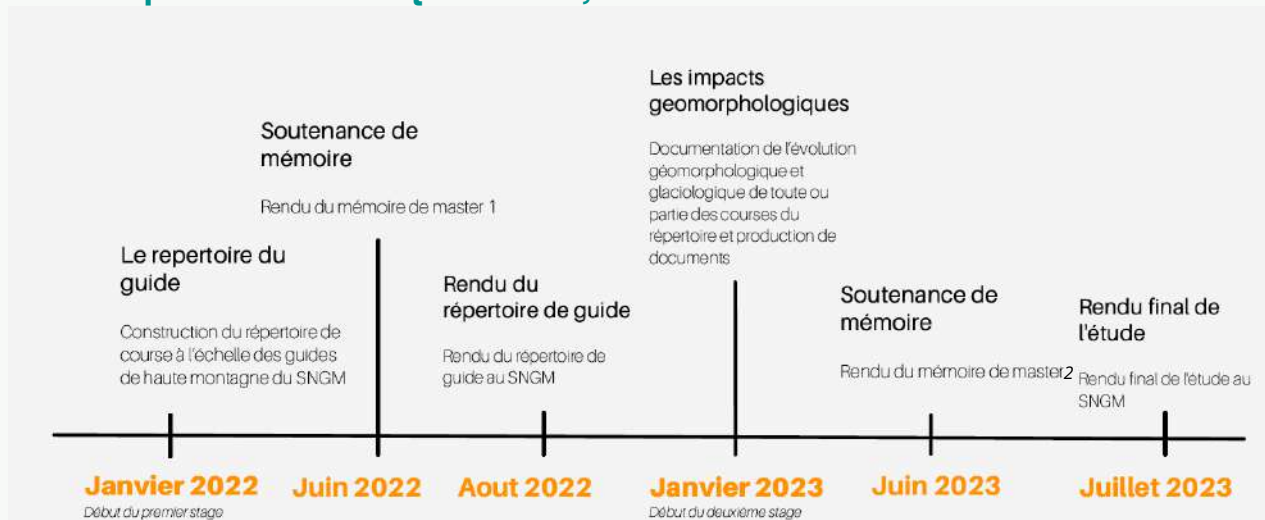 Le repertoire du
guide
Construction du répertoire de
course à l'échelle des guides
de haute montagne du SNGM
Janvier 2022
Début du premier stage
Soutenance de
mémoire
Rendu du mémoire de master 1
Juin 2022
Rendu du
répertoire de guide
Rendu du répertoire de
guide au SNGM
Aout 2022
Les impacts
geomorphologiques
Documentation de l'évolution
géomorphologique et
glaciologique de toute ou
partie des courses du
répertoire et production de
documents
Janvier 2023
Début du deuxième stage
Soutenance de
mémoire
Rendu du mémoire de master2
Juin 2023
Rendu final de
l'étude
Rendu final de l'étude au
SNGM
Juillet 2023